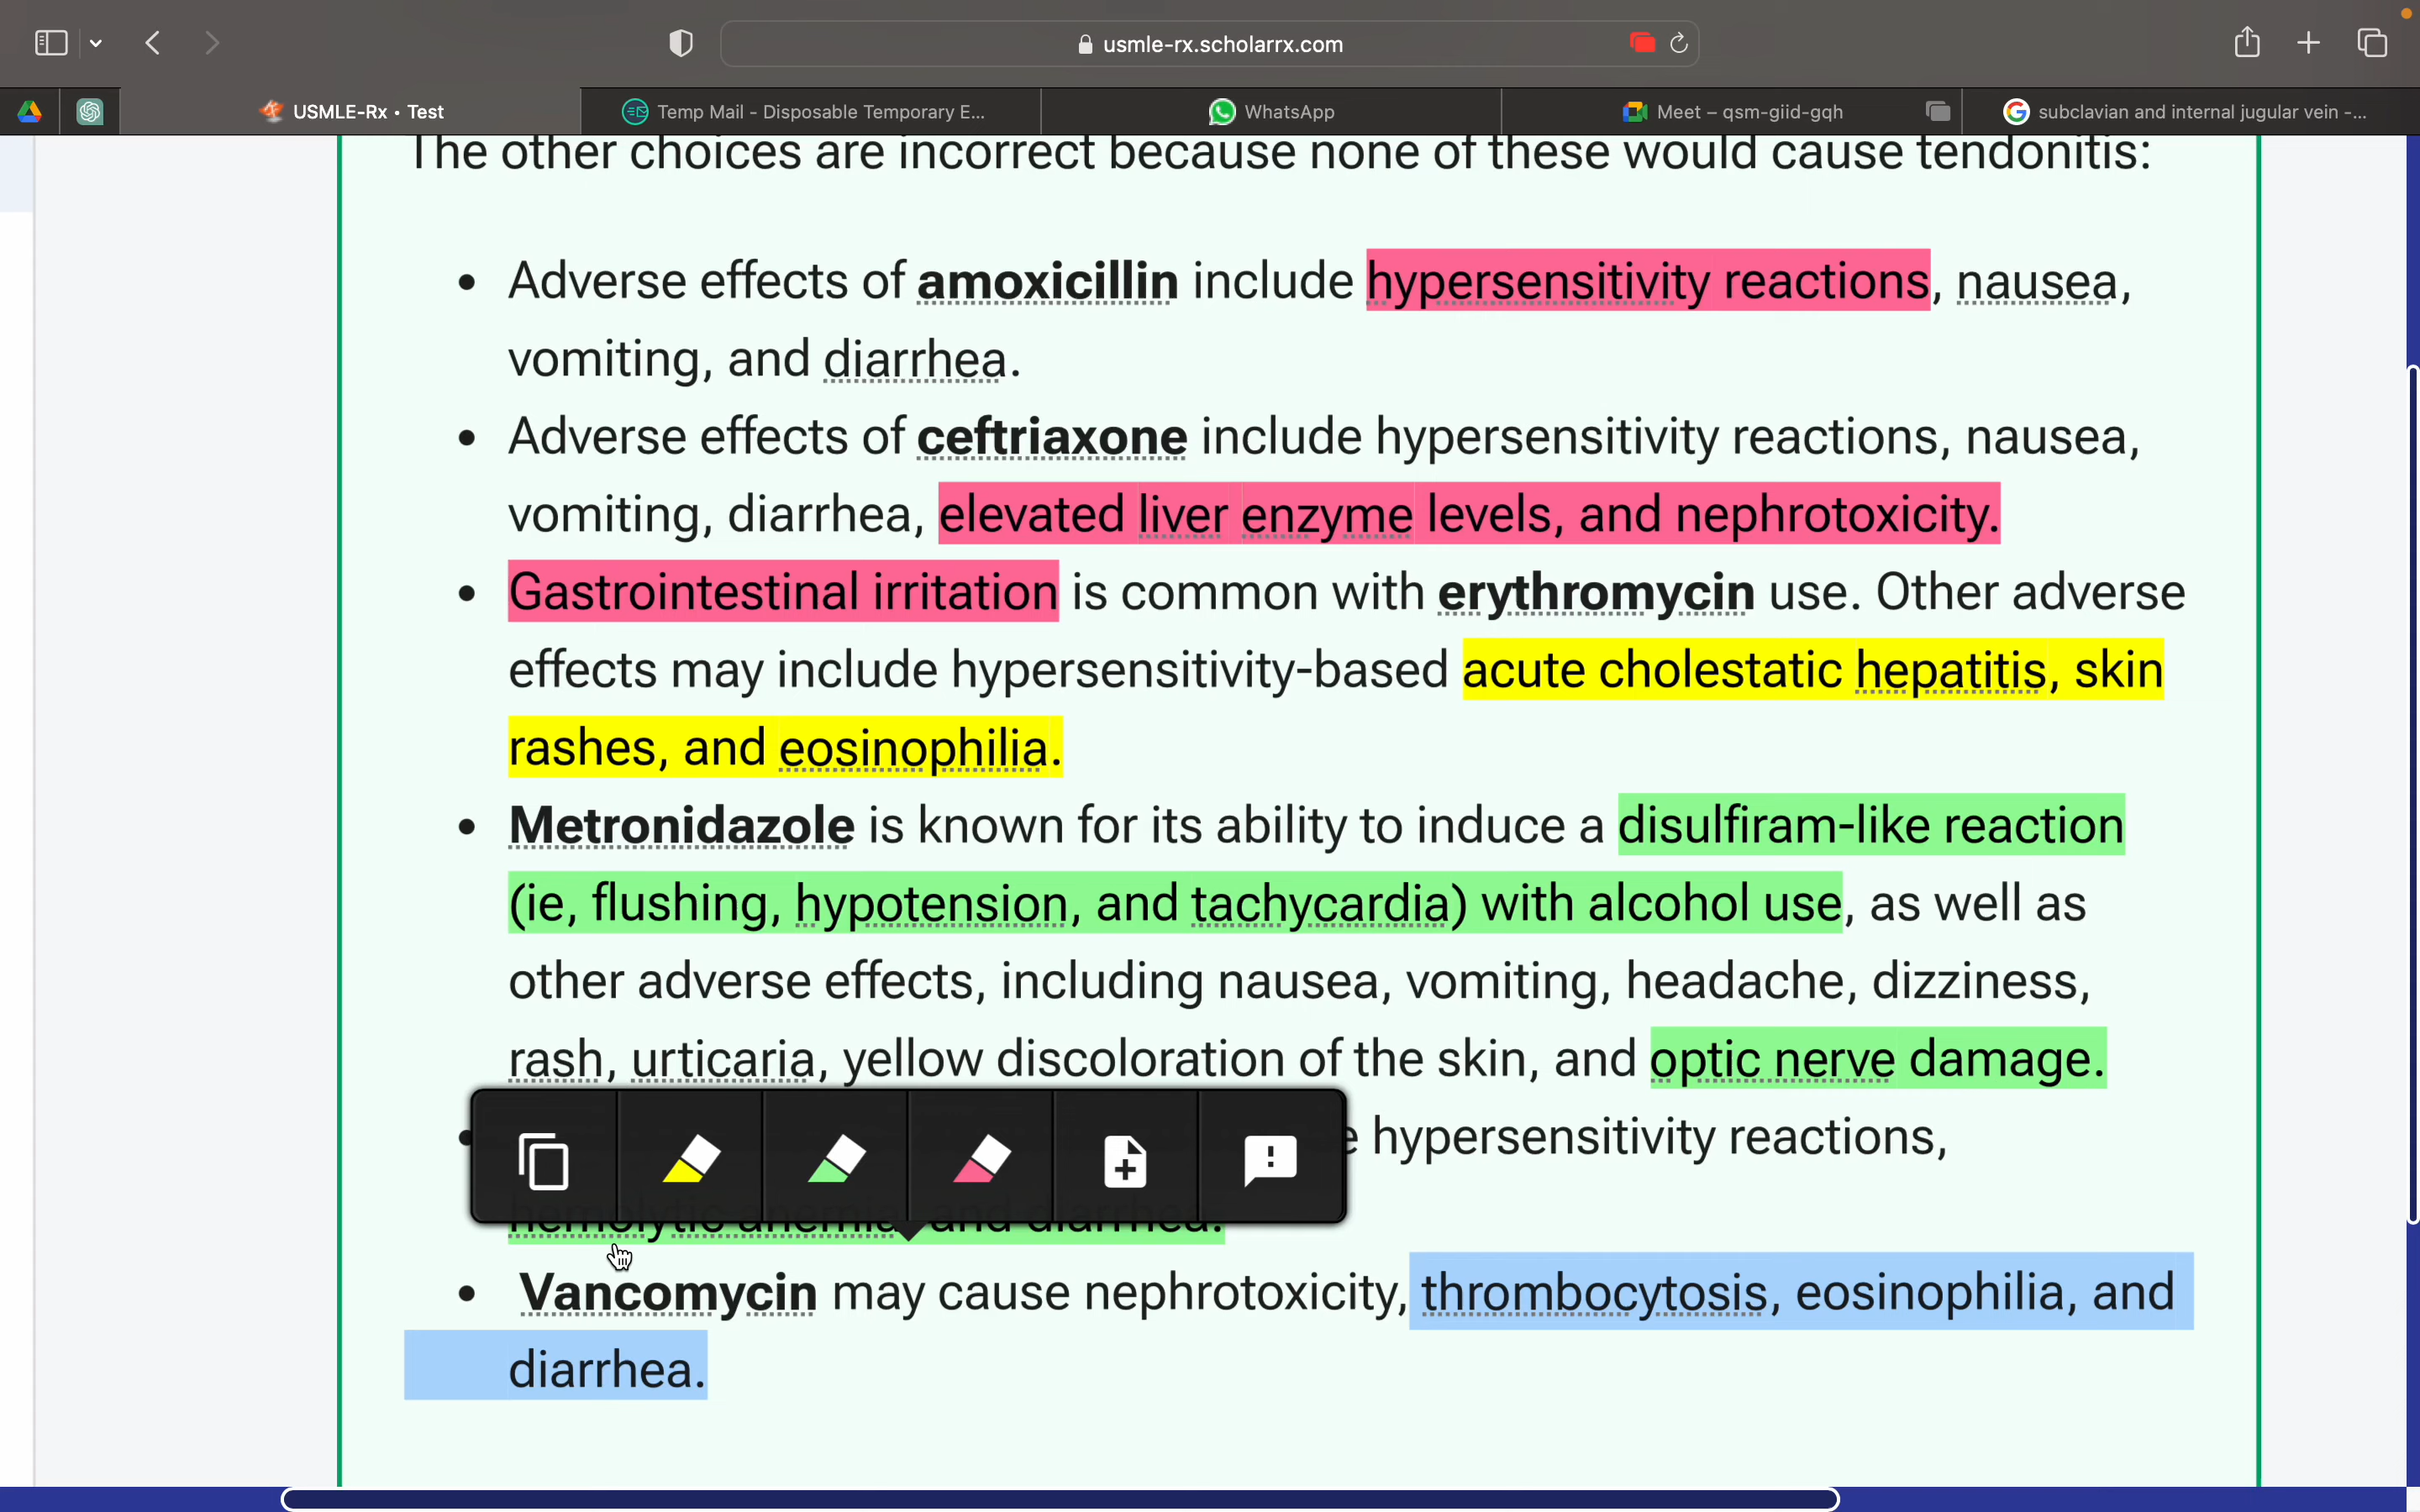 usmle-rx.scholarrx.com
USMLE-Rx • Test
Temp Mail - Disposable Temporary E...
WhatsApp
Meet – qsm-giid-gqh
subclavian and internal jugular vein -...
The other choices are incorrect because none of these would cause tendonitis:
• Adverse effects of amoxicillin include hypersensitivity reactions, nausea,
vomiting, and diarrhea.
• Adverse effects of ceftriaxone include hypersensitivity reactions, nausea,
vomiting, diarrhea, elevated liver enzyme levels, and nephrotoxicity.
• Gastrointestinal irritation is common with erythromycin use. Other adverse
effects may include hypersensitivity-based acute cholestatic hepatitis, skin
rashes, and eosinophilia.
• Metronidazole is known for its ability to induce a disulfiram-like reaction
(ie, flushing, hypotension, and tachycardia) with alcohol use, as well as
other adverse effects, including nausea, vomiting, headache, dizziness,
rash, urticaria, yellow discoloration of the skin, and optic nerve damage.
• hypersensitivity reactions,
hemolytic anemia, and diarrhea.
• Vancomycin may cause nephrotoxicity, thrombocytosis, eosinophilia, and
diarrhea.